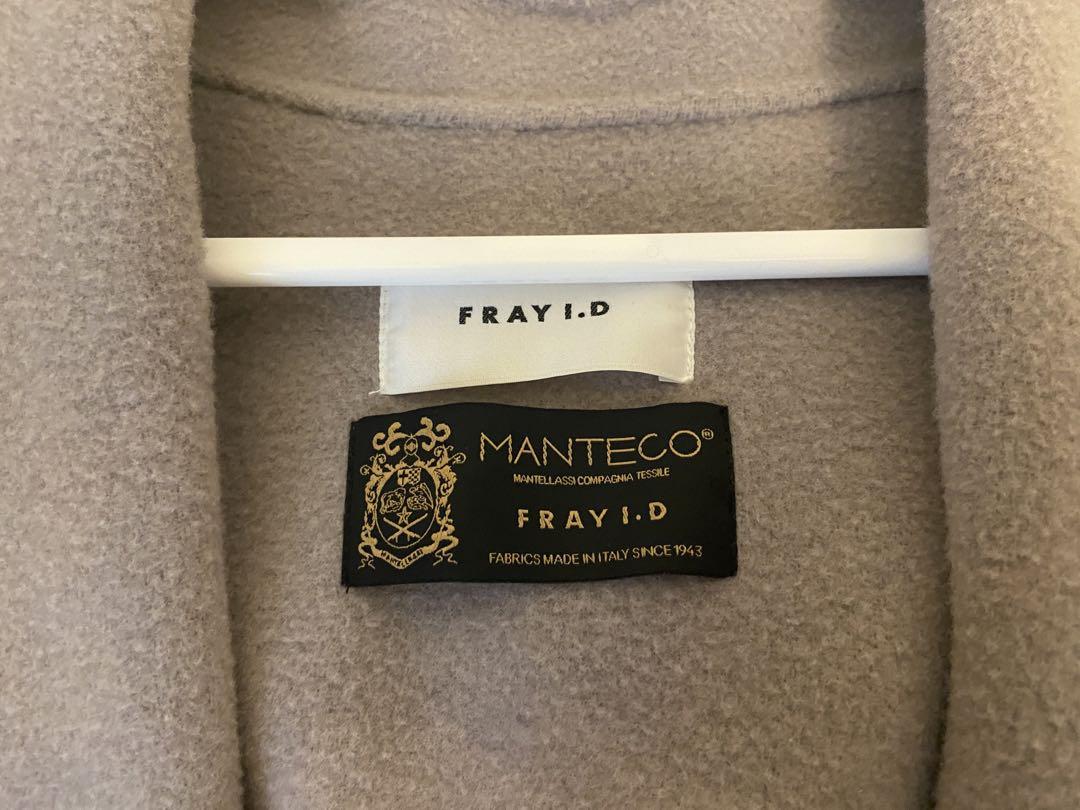 FRAY I.D
MANTECO®
MANTELLASSI COMPAGNIA TESSILE
FRAY I.D
FABRICS MADE IN ITALY SINCE 1943